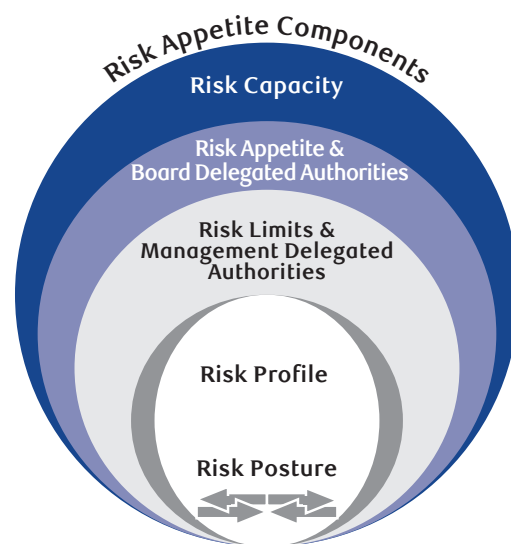 Risk Appetite Components
Risk Capacity
Risk Appetite &
Board Delegated Authorities
Risk Limits &
Management Delegated
Authorities
Risk Profile
Risk Posture